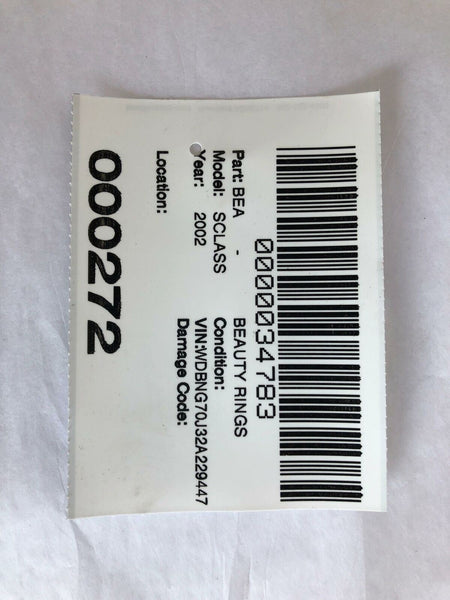 0000034783
Part: BEA - BEAUTY RINGS
Model: SCLASS Condition:
Year: 2002 VIN:WDBNG70J32A229447
Damage Code:
Location:
000272